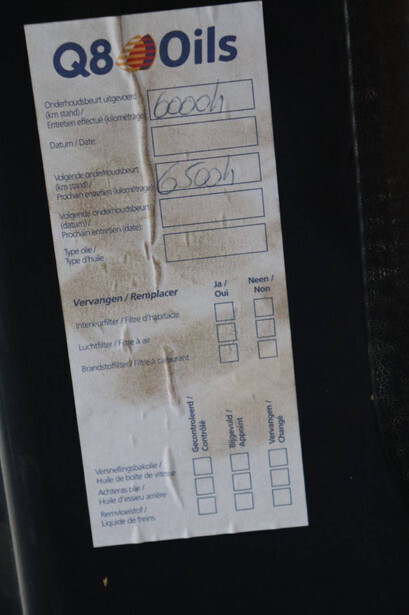 Q8 Oils
Onderhoudsbeurt uitgevoerd
(km stand) /
Entretien effectué (kilométrage)
6000h
Datum / Date:
Volgende onderhoudsbeurt
(km stand) /
Prochain entretien (kilométrage)
6500h
Volgende onderhoudsbeurt
(datum) /
Prochain entretien (date)
Type olie /
Type d'huile
Vervangen / Remplacer
Ja /
Oui
Neen /
Non
Interieurfilter / Filtre d'Habitacle
Luchtfilter / Filtre à air
Brandstoffilter / Filtre à carburant
Gecontroleerd /
Contrôlé
Bijgevuld /
Appoint
Vervangen /
Changé
Versnellingsbakolie /
Huile de boîte de vitesse
Achteras olie /
Huile d'essieu arrière
Remvloeistof /
Liquide de freins